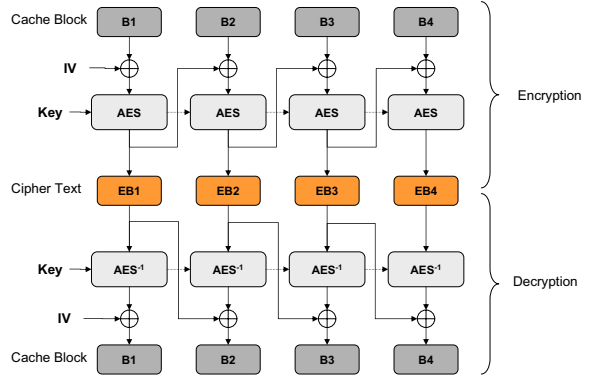 Cache Block B1 B2 B3 B4
IV
Encryption
Key AES AES AES AES
Cipher Text EB1 EB2 EB3 EB4
Key AES-1 AES-1 AES-1 AES-1
Decryption
IV
Cache Block B1 B2 B3 B4